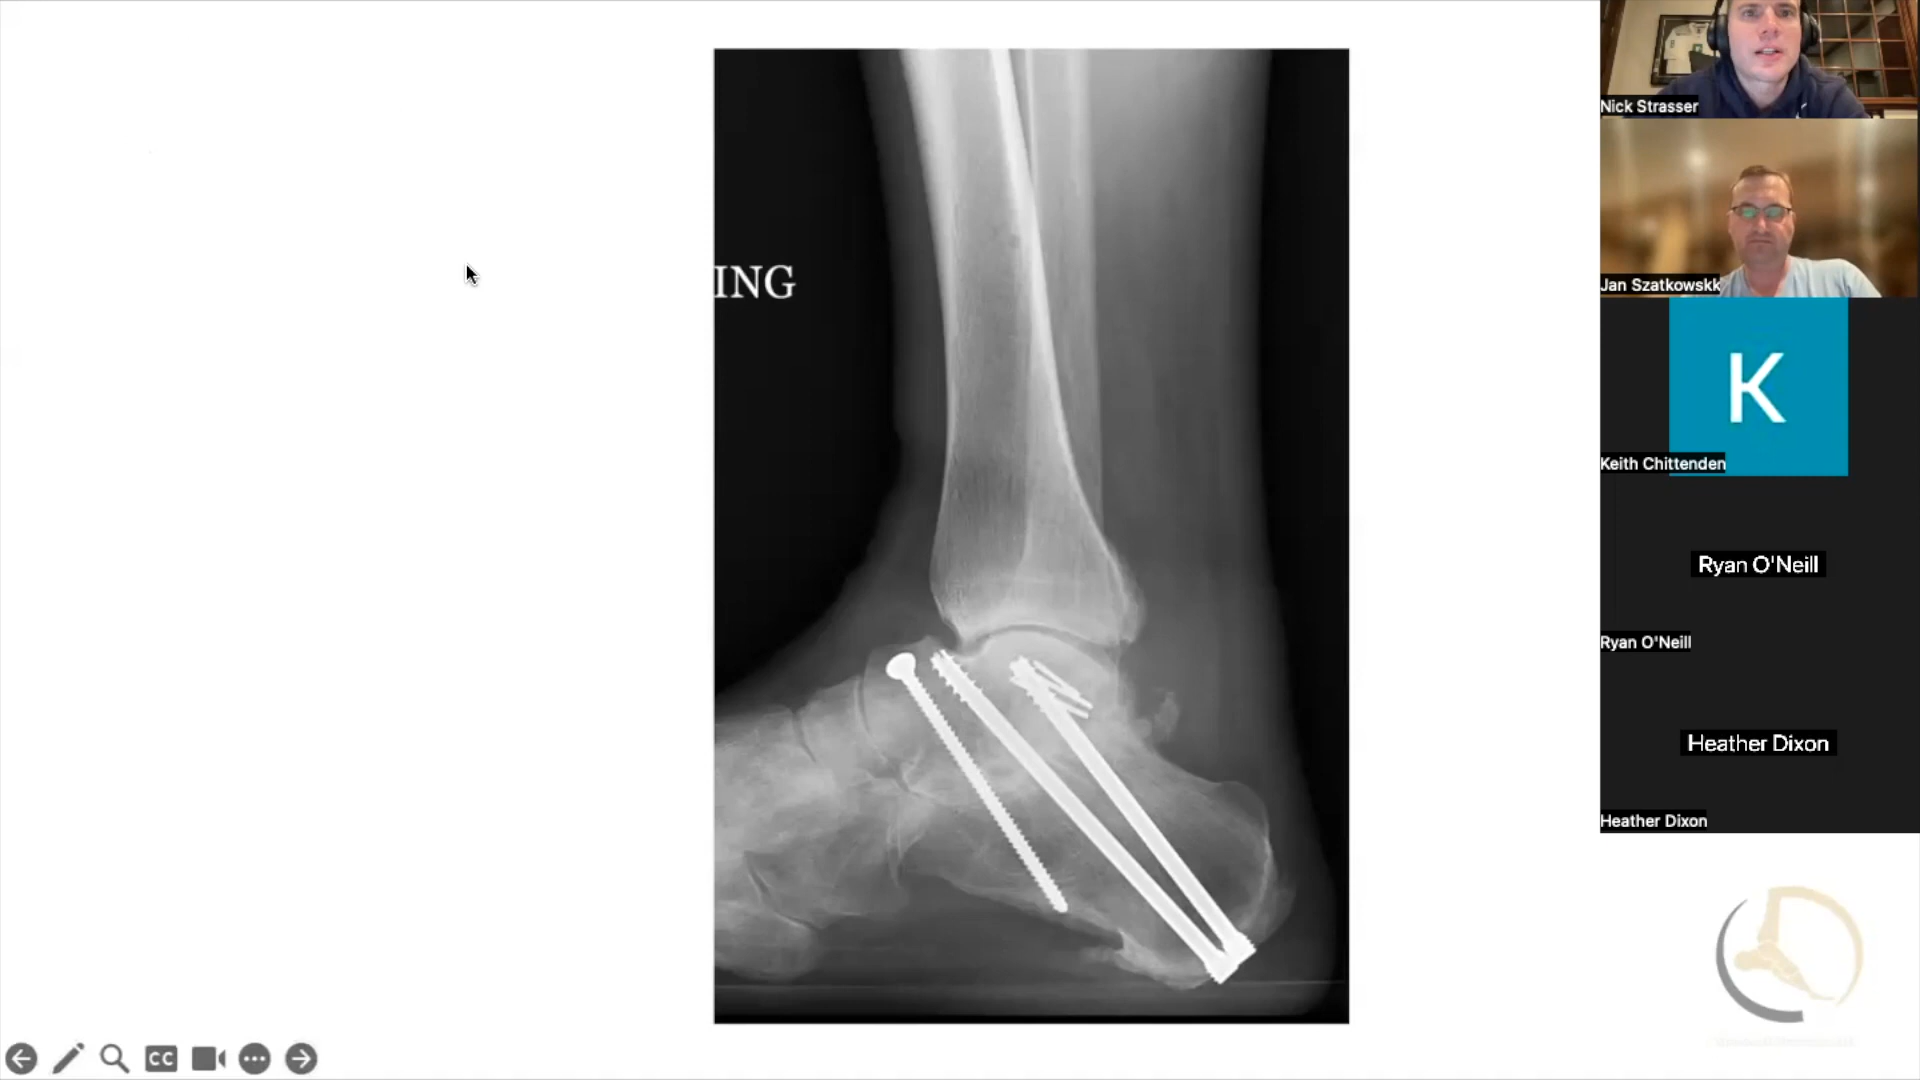 ING
Nick Strasser
Jan Szatkowskk
K
Keith Chittenden
Ryan O'Neill
Ryan O'Neill
Heather Dixon
Heather Dixon
CC